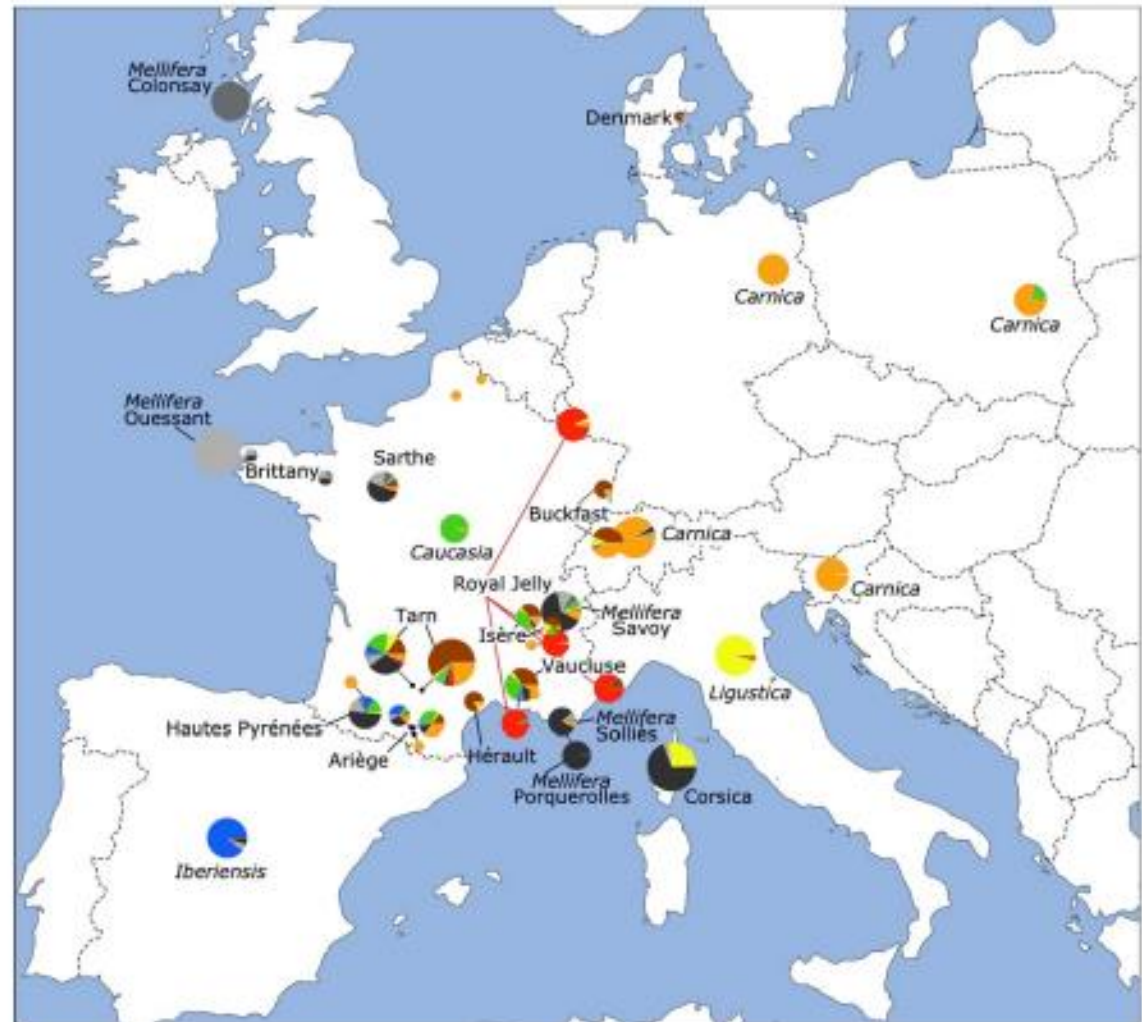 Mellifera
Colonsay
Denmark
Carnica
Carnica
Mellifera
Ouessant
Brittany
Sarthe
Buckfast
Carnica
Caucasia
Royal Jelly
Carnica
Mellifera
Savoy
Tarn
Isère
Vaucluse
Ligustica
Hautes Pyrénées
Mellifera
Solliès
Ariège
Hérault
Mellifera
Porquerolles
Corsica
Iberiensis